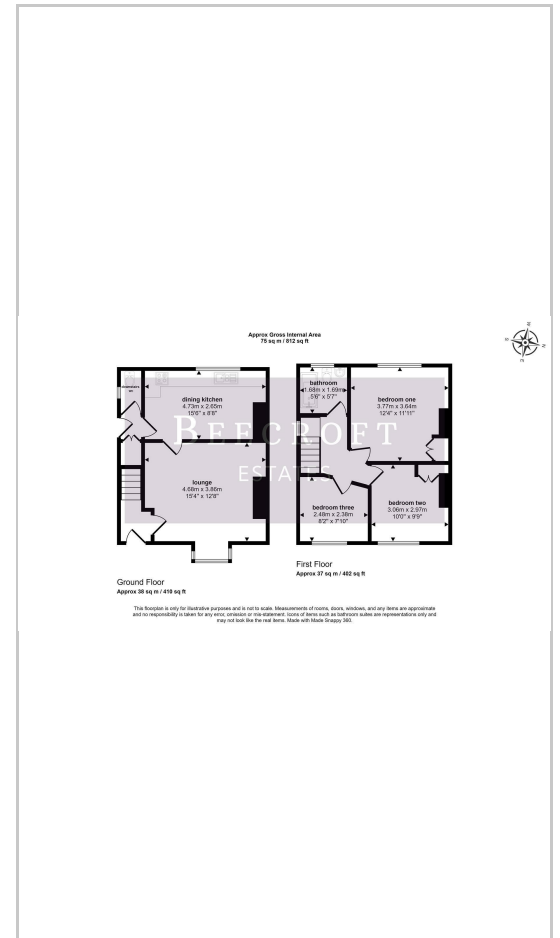 Approx Gross Internal Area
75 sq m / 812 sq ft
W
N
S
E
downstairs
wc
dining kitchen
4.73m x 2.65m
15'6" x 8'8"
lounge
4.68m x 3.86m
15'4" x 12'8"
bathroom
1.68m x 1.69m
5'6" x 5'7"
bedroom one
3.77m x 3.64m
12'4" x 11'11"
BEECROFT
ESTATES
bedroom three
2.48m x 2.38m
8'2" x 7'10"
bedroom two
3.06m x 2.97m
10'0" x 9'9"
Ground Floor
Approx 38 sq m / 410 sq ft
First Floor
Approx 37 sq m / 402 sq ft
This floorplan is only for illustrative purposes and is not to scale. Measurements of rooms, doors, windows, and any items are approximate
and no responsibility is taken for any error, omission or mis-statement. Icons of items such as bathroom suites are representations only and
may not look like the real items. Made with Made Snappy 360.